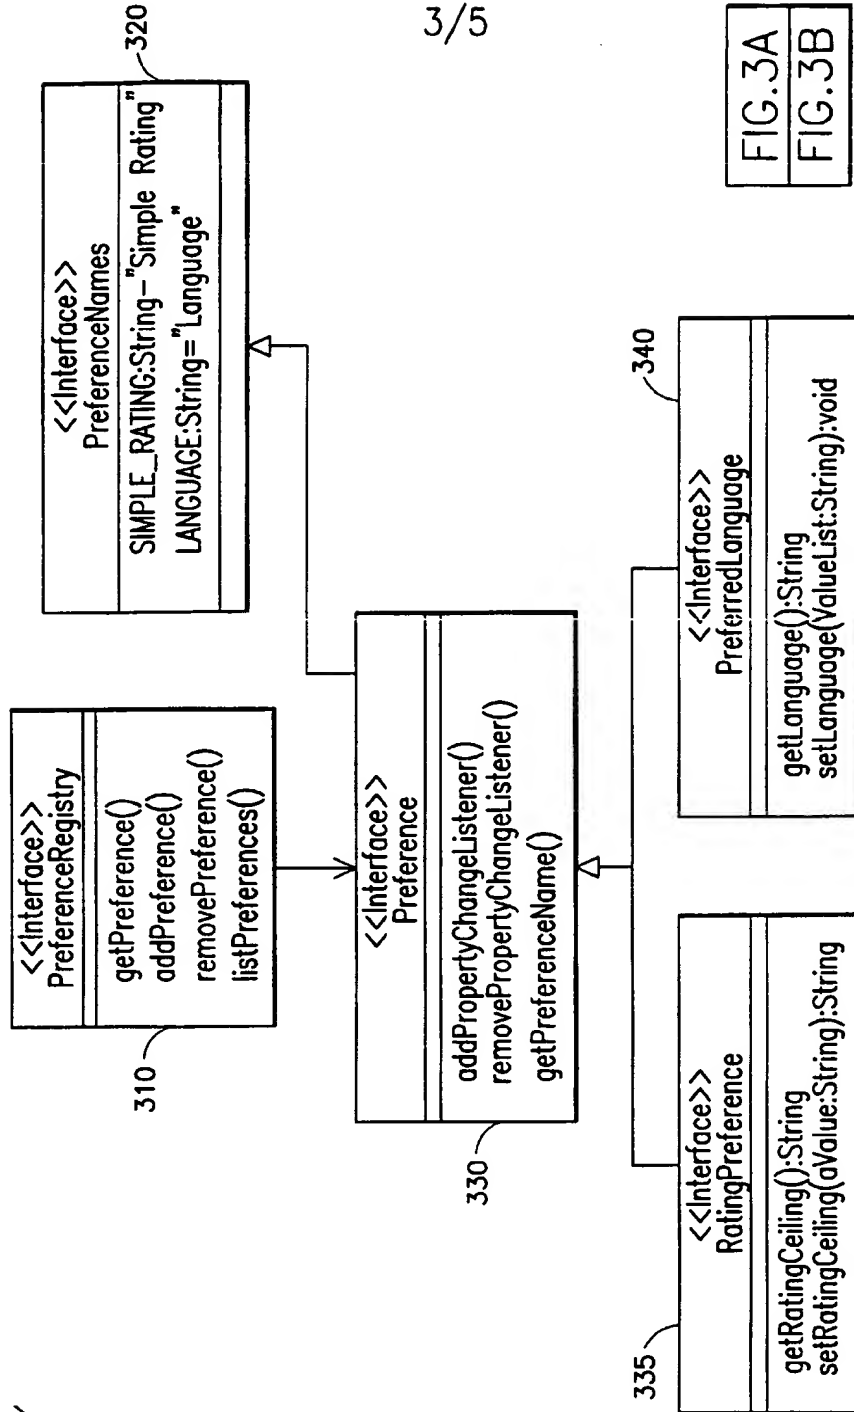 3/5
<<Interface>>
PreferenceRegistry
getPreference()
addPreference()
removePreference()
listPreferences()
310
<<Interface>>
PreferenceNames
SIMPLE_RATING:String-"Simple Rating"
LANGUAGE:String="Language"
320
<<Interface>>
Preference
addPropertyChangeListener()
removePropertyChangeListener()
getPreferenceName()
330
335
<<Interface>>
RatingPreference
getRatingCeiling():String
setRatingCeiling(aValue:String):String
340
<<Interface>>
PreferredLanguage
getLanguage():String
setLanguage(ValueList:String):void
FIG.3A
FIG.3B